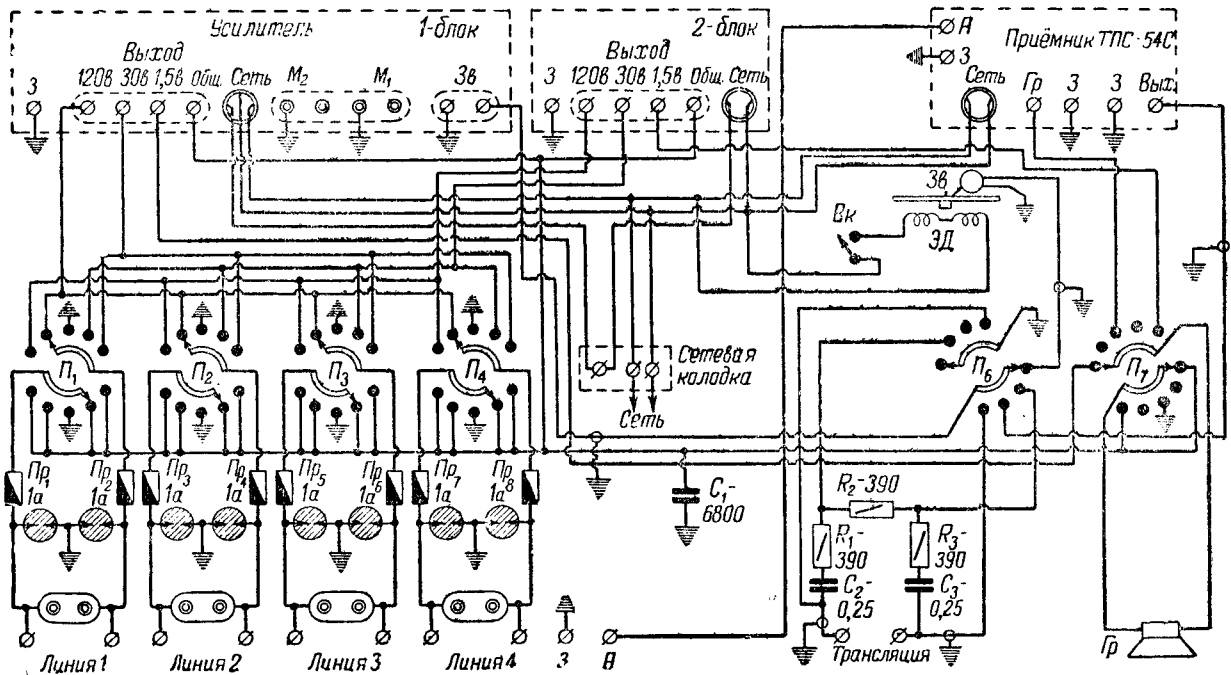 Усилитель 1-блок
Выход
З 120в 30в 1,5в Общ. Сеть М₂ М₁ Зв
2-блок
Выход
З 120в 30в 1,5в Общ. Сеть
А
З
Приёмник ТПС-54С
Сеть Гр З З Вых.
Зв
Вк
ЭД
П₁ П₂ П₃ П₄
Сетевая
колодка
Сеть
П₆ П₇
Пр₁
1а
Пр₂
1а
Пр₃
1а
Пр₄
1а
Пр₅
1а
Пр₆
1а
Пр₇
1а
Пр₈
1а
C₁-
6800
R₂-390
R₁-
390
R₃-
390
C₂-
0,25
C₃-
0,25
Линия 1 Линия 2 Линия 3 Линия 4 З А Трансляция Гр